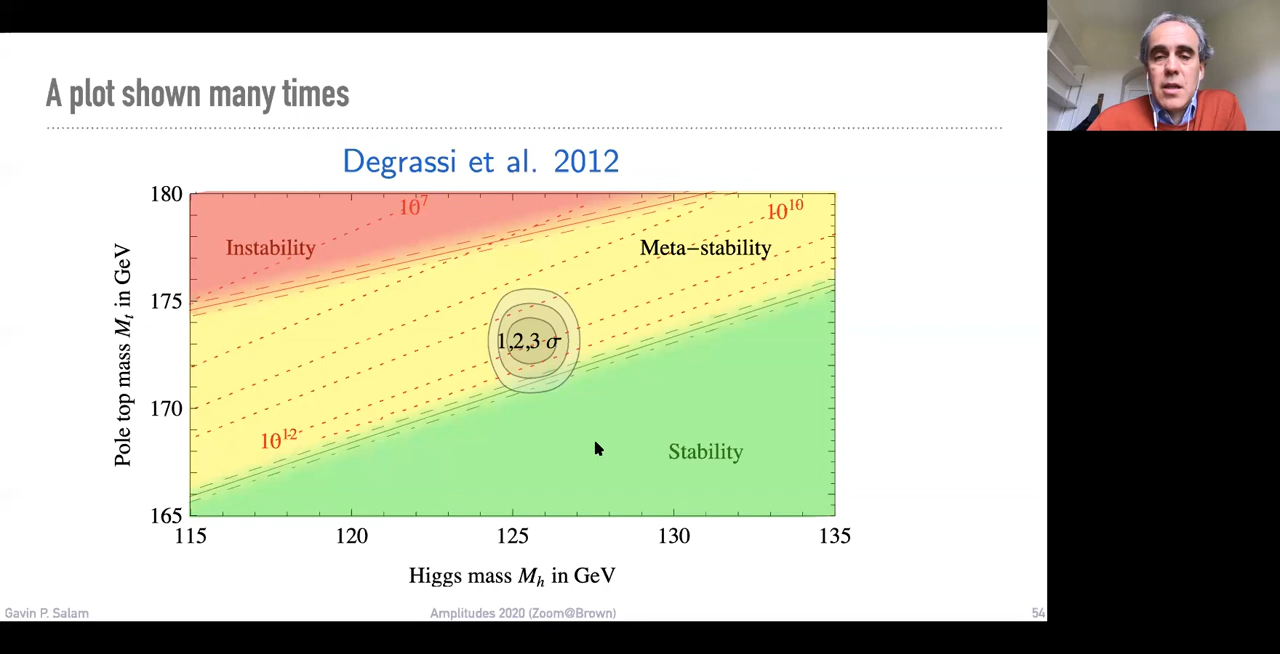 A plot shown many times
Degrassi et al. 2012
180
175
170
165
Pole top mass Mt in GeV
10⁷
10¹⁰
Instability
Meta−stability
1,2,3 σ
10¹²
Stability
115 120 125 130 135
Higgs mass Mh in GeV
Gavin P. Salam Amplitudes 2020 (Zoom@Brown) 54